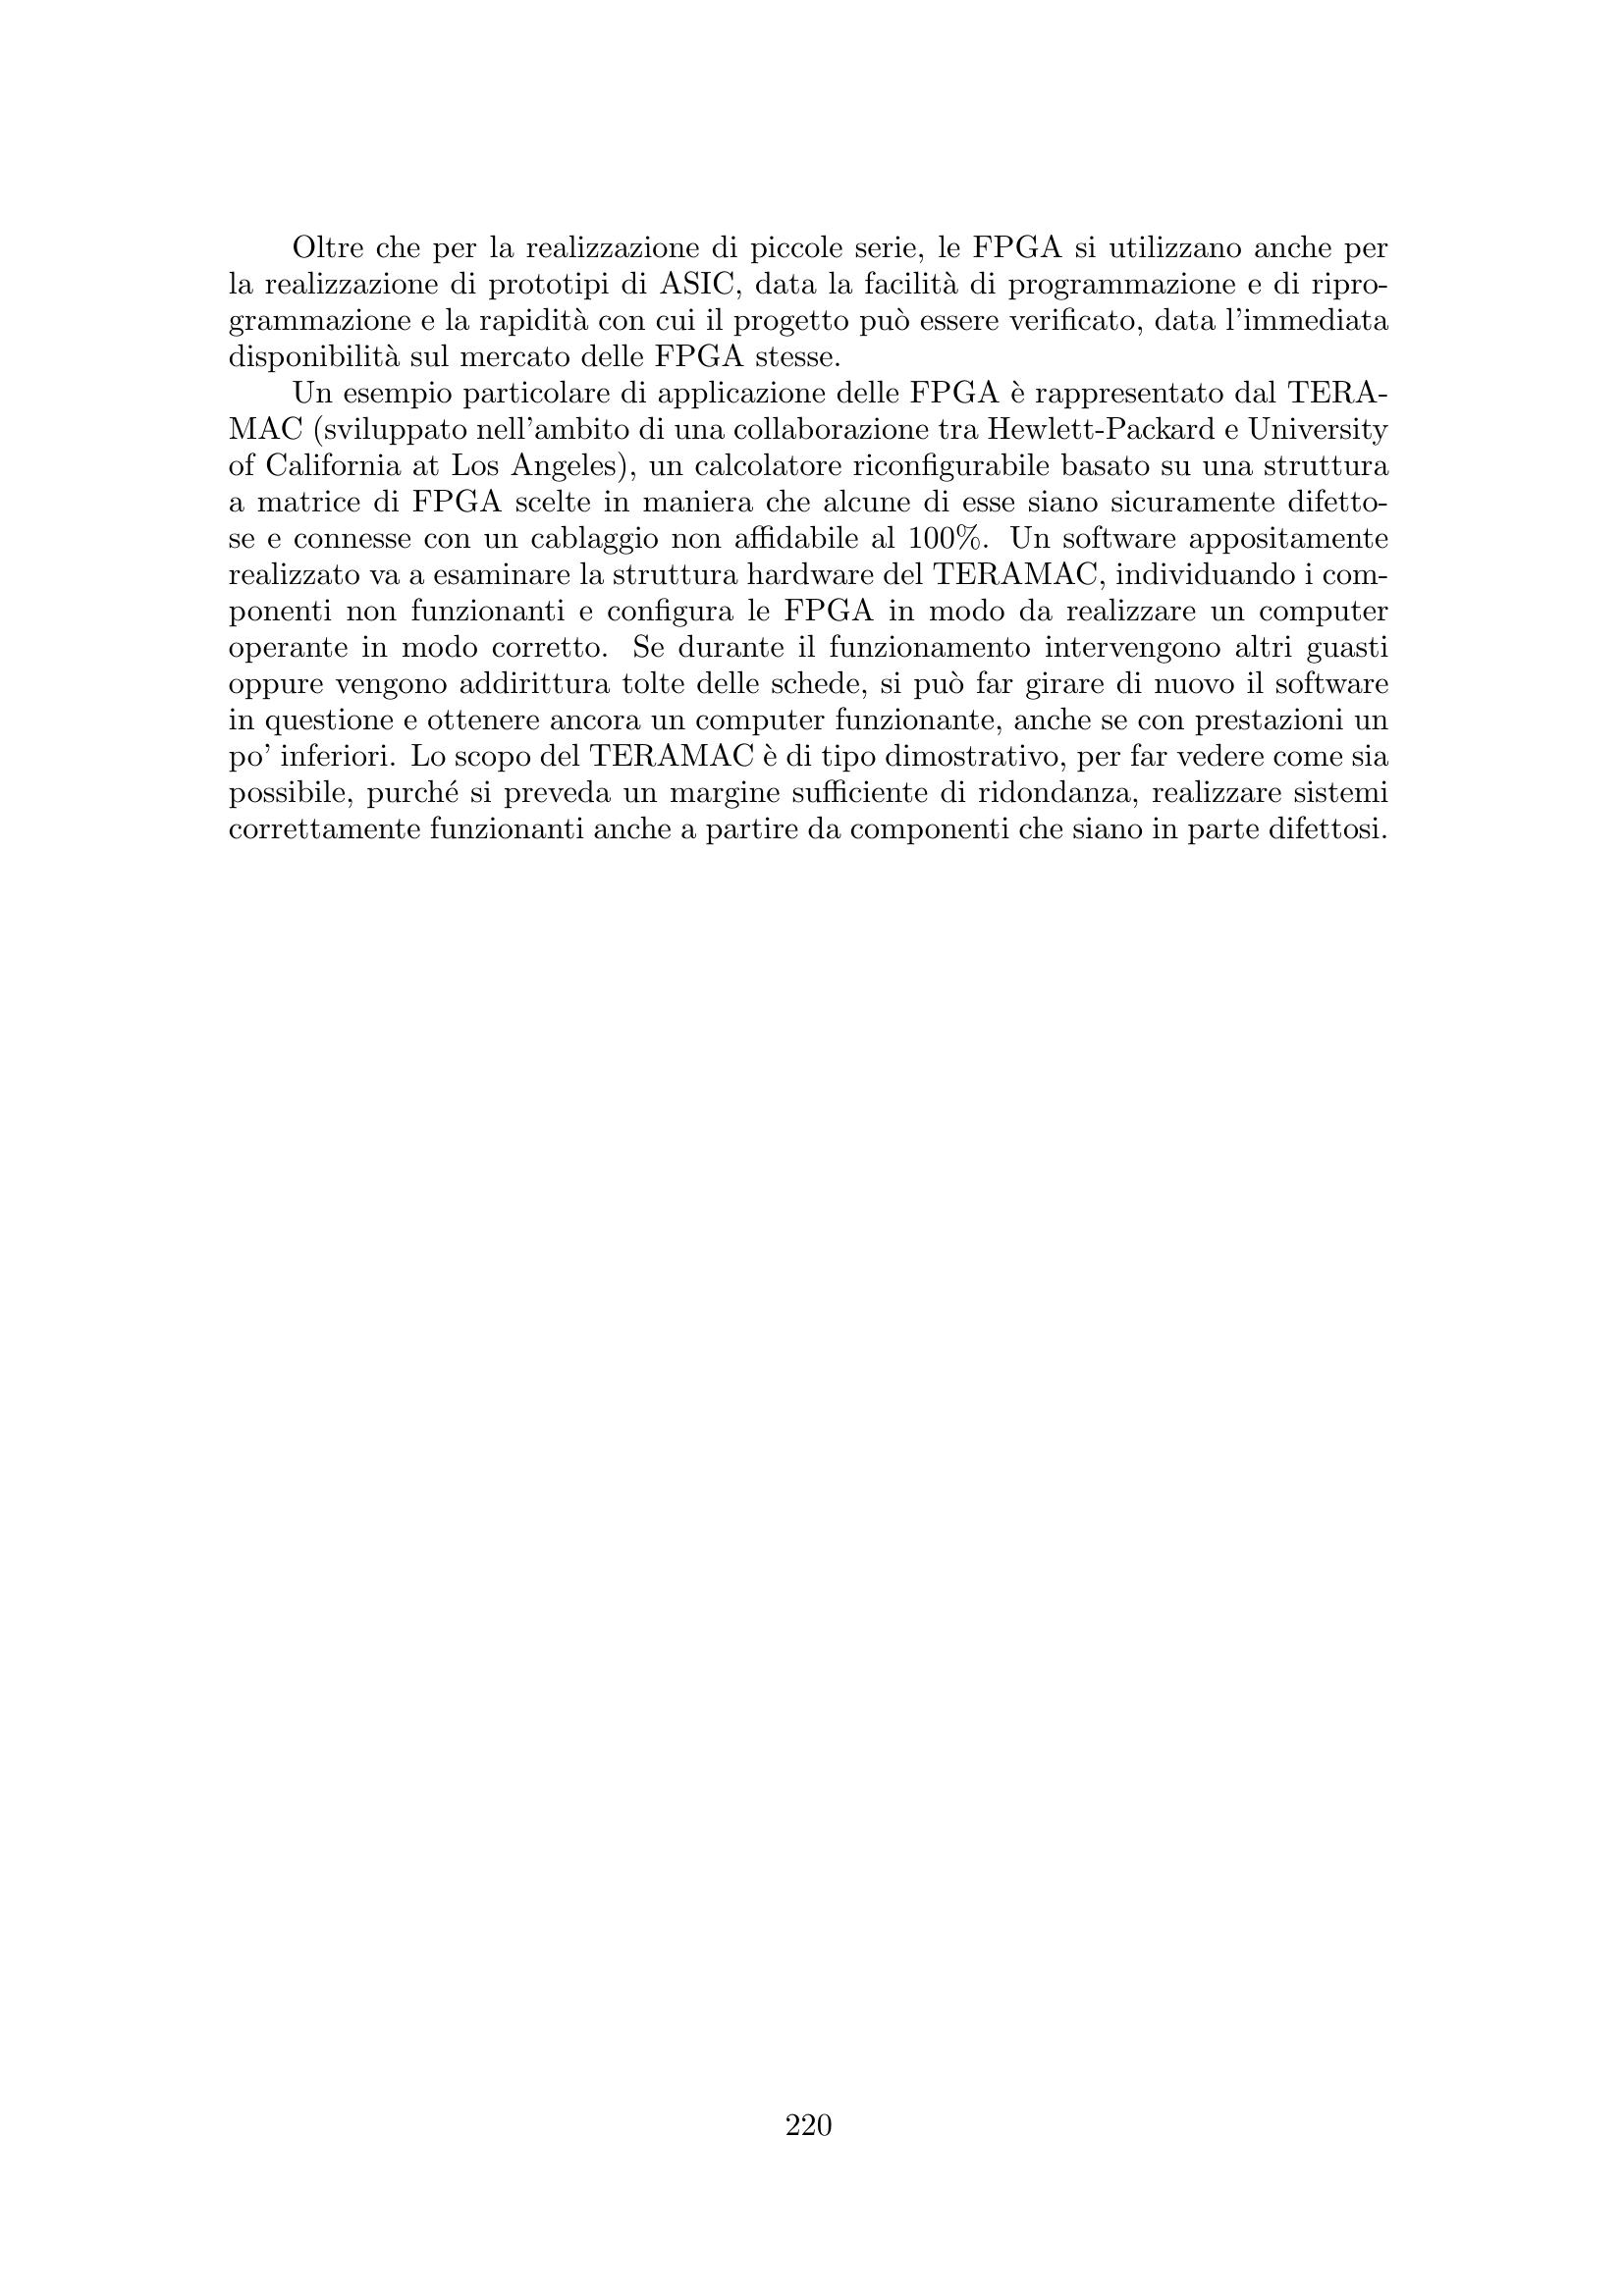 Oltre che per la realizzazione di piccole serie, le FPGA si utilizzano anche per
la realizzazione di prototipi di ASIC, data la facilità di programmazione e di ripro-
grammazione e la rapidità con cui il progetto può essere verificato, data l'immediata
disponibilità sul mercato delle FPGA stesse.
Un esempio particolare di applicazione delle FPGA è rappresentato dal TERA-
MAC (sviluppato nell'ambito di una collaborazione tra Hewlett-Packard e University
of California at Los Angeles), un calcolatore riconfigurabile basato su una struttura
a matrice di FPGA scelte in maniera che alcune di esse siano sicuramente difetto-
se e connesse con un cablaggio non affidabile al 100%. Un software appositamente
realizzato va a esaminare la struttura hardware del TERAMAC, individuando i com-
ponenti non funzionanti e configura le FPGA in modo da realizzare un computer
operante in modo corretto. Se durante il funzionamento intervengono altri guasti
oppure vengono addirittura tolte delle schede, si può far girare di nuovo il software
in questione e ottenere ancora un computer funzionante, anche se con prestazioni un
po' inferiori. Lo scopo del TERAMAC è di tipo dimostrativo, per far vedere come sia
possibile, purché si preveda un margine sufficiente di ridondanza, realizzare sistemi
correttamente funzionanti anche a partire da componenti che siano in parte difettosi.
220